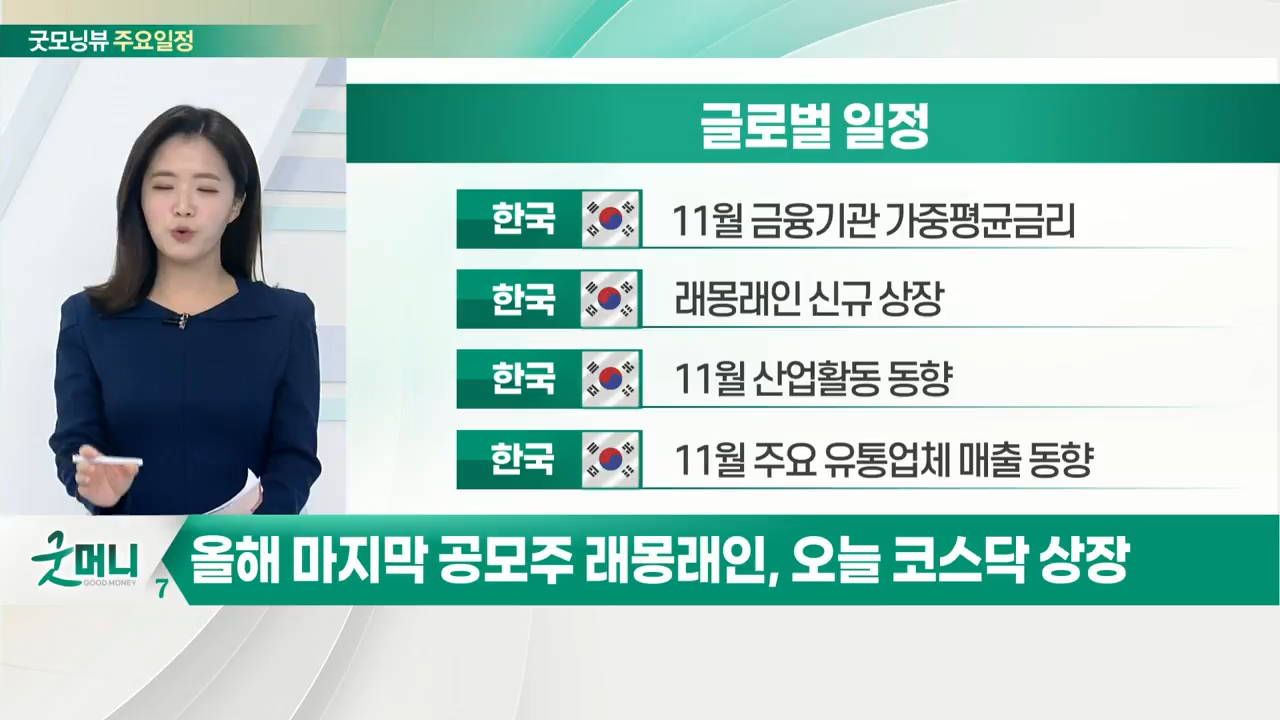 굿모닝뷰 주요일정
글로벌 일정
한국 11월 금융기관 가중평균금리
한국 래몽래인 신규 상장
한국 11월 산업활동 동향
한국 11월 주요 유통업체 매출 동향
굿머니
GOOD MONEY
7
올해 마지막 공모주 래몽래인, 오늘 코스닥 상장